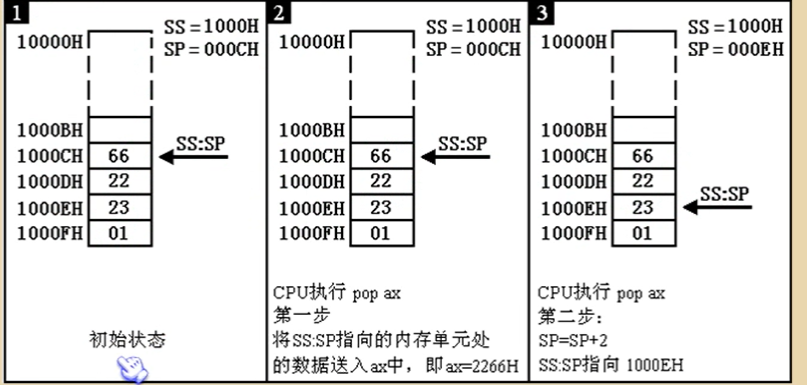 1
SS=1000H
SP=000CH
10000H
1000BH
1000CH 66 SS:SP
1000DH 22
1000EH 23
1000FH 01
初始状态
2
SS=1000H
SP=000CH
10000H
1000BH
1000CH 66 SS:SP
1000DH 22
1000EH 23
1000FH 01
CPU执行 pop ax
第一步
将SS:SP指向的内存单元处
的数据送入ax中，即ax=2266H
3
SS=1000H
SP=000EH
10000H
1000BH
1000CH 66
1000DH 22
1000EH 23 SS:SP
1000FH 01
CPU执行 pop ax
第二步：
SP=SP+2
SS:SP指向 1000EH